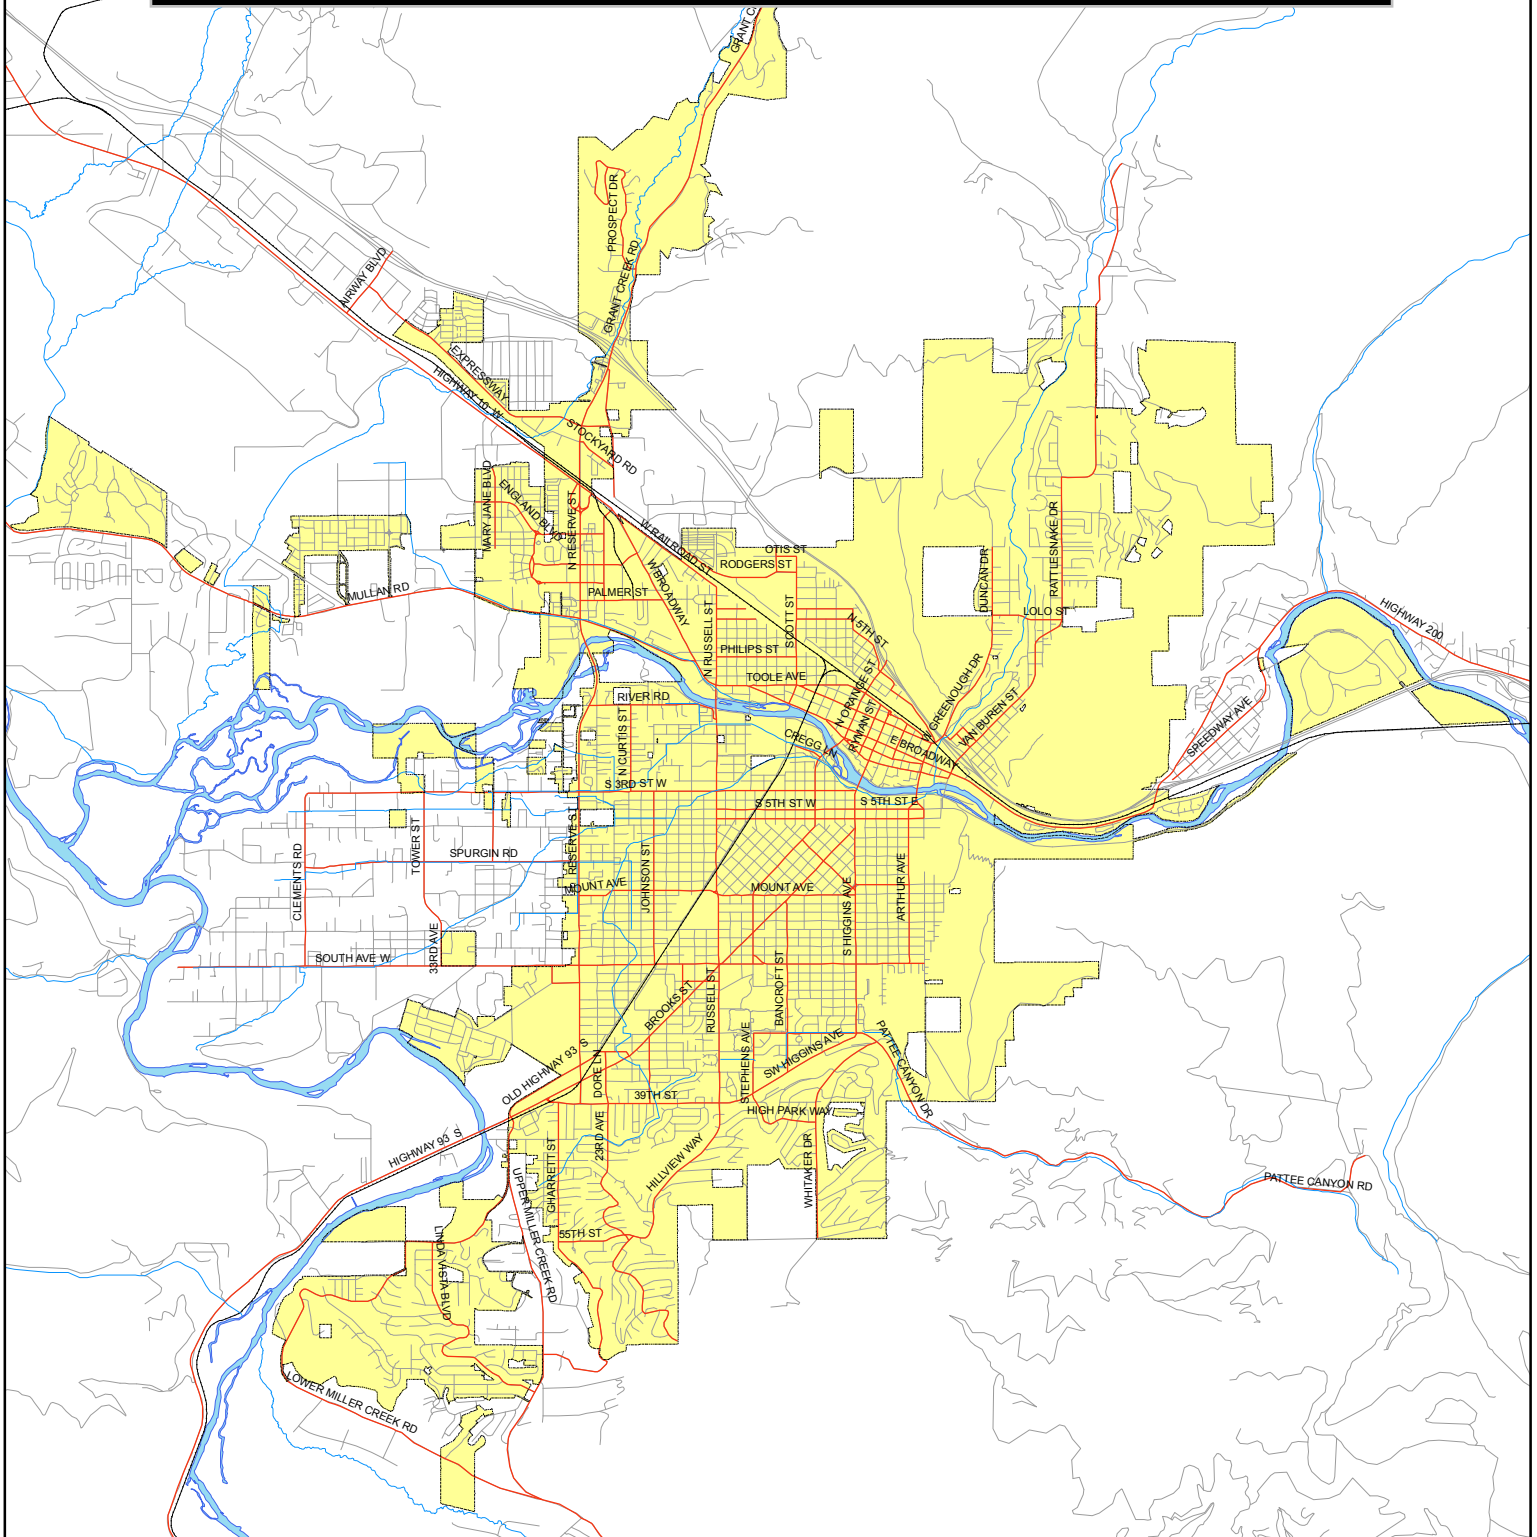 GRANT C
PROSPECT DR
GRANT CREEK RD
AIRWAY BLVD
EXPRESSWAY
HIGHWAY 10 W
STOCKYARD RD
MARY JANE BLVD
ENGLAND BLVD
N RESERVE ST
W RAILROAD ST
OTIS ST
RODGERS ST
W BROADWAY
PALMER ST
MULLAN RD
N RUSSELL ST
SCOTT ST
N 5TH ST
PHILIPS ST
TOOLE AVE
DUNCAN DR
RATTLESNAKE DR
LOLO ST
HIGHWAY 200
RIVER RD
N CURTIS ST
N ORANGE ST
RYMAN ST
W GREENOUGH DR
VAN BUREN ST
CREGG LN
E BROADWAY
SPEEDWAY AVE
S 3RD ST W
S 5TH ST W
S 5TH ST E
CLEMENTS RD
TOWER ST
SPURGIN RD
RESERVE ST
MOUNT AVE
JOHNSON ST
MOUNT AVE
S HIGGINS AVE
ARTHUR AVE
SOUTH AVE W
33RD AVE
BROOKS ST
RUSSELL ST
BANCROFT ST
OLD HIGHWAY 93 S
DORE LN
STEPHENS AVE
SW HIGGINS AVE
PATTEE CANYON DR
39TH ST
HIGH PARK WAY
HIGHWAY 93 S
GHARRETT ST
23RD AVE
HILLVIEW WAY
WHITAKER DR
UPPER MILLER CREEK RD
PATTEE CANYON RD
55TH ST
LINDA VISTA BLVD
LOWER MILLER CREEK RD